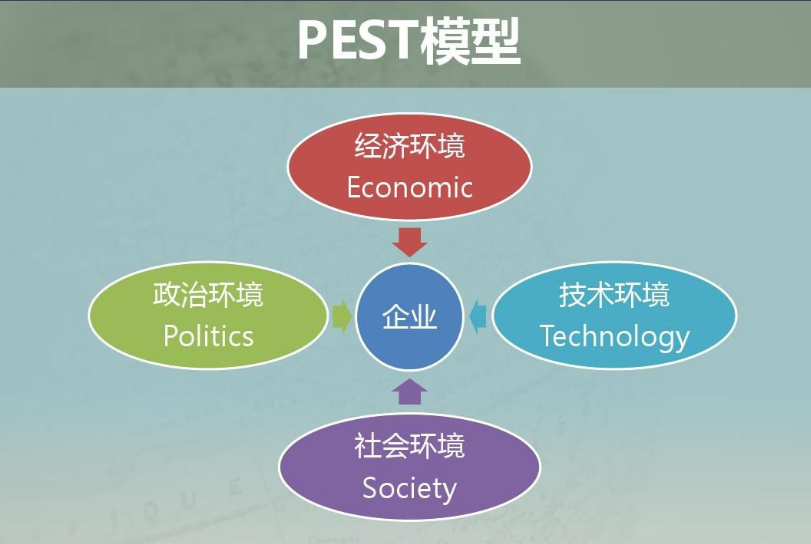 PEST模型
经济环境
Economic
政治环境
Politics
企业
技术环境
Technology
社会环境
Society